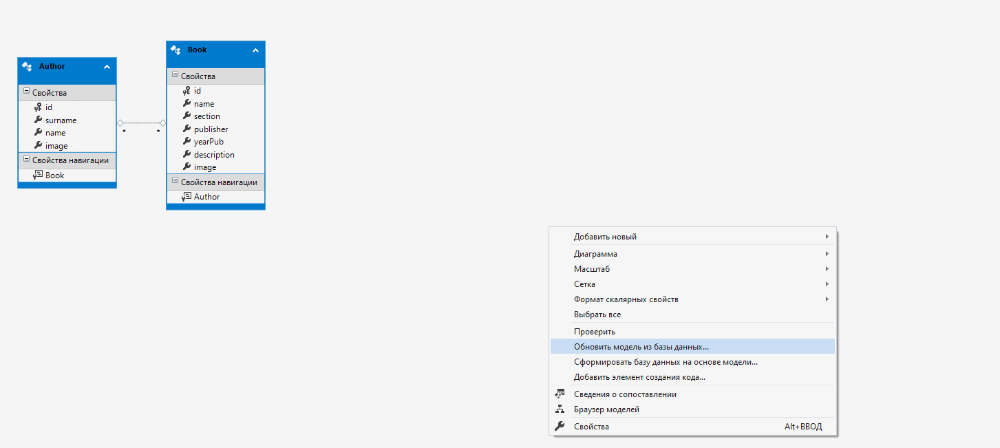 Author
Свойства
id
surname
name
image
Свойства навигации
Book
*
*
Book
Свойства
id
name
section
publisher
yearPub
description
image
Свойства навигации
Author
Добавить новый
Диаграмма
Масштаб
Сетка
Формат скалярных свойств
Выбрать все
Проверить
Обновить модель из базы данных...
Сформировать базу данных на основе модели...
Добавить элемент создания кода...
Сведения о сопоставлении
Браузер моделей
Свойства Alt+ВВОД